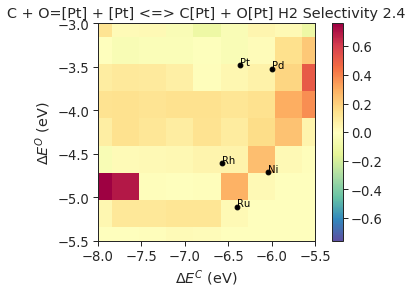 C + O=[Pt] + [Pt] <=> C[Pt] + O[Pt] H2 Selectivity 2.4
−3.0
−3.5
−4.0
−4.5
−5.0
−5.5
ΔE^O (eV)
Pt
Pd
Rh
Ni
Ru
−8.0 −7.5 −7.0 −6.5 −6.0 −5.5
ΔE^C (eV)
0.6
0.4
0.2
0.0
−0.2
−0.4
−0.6